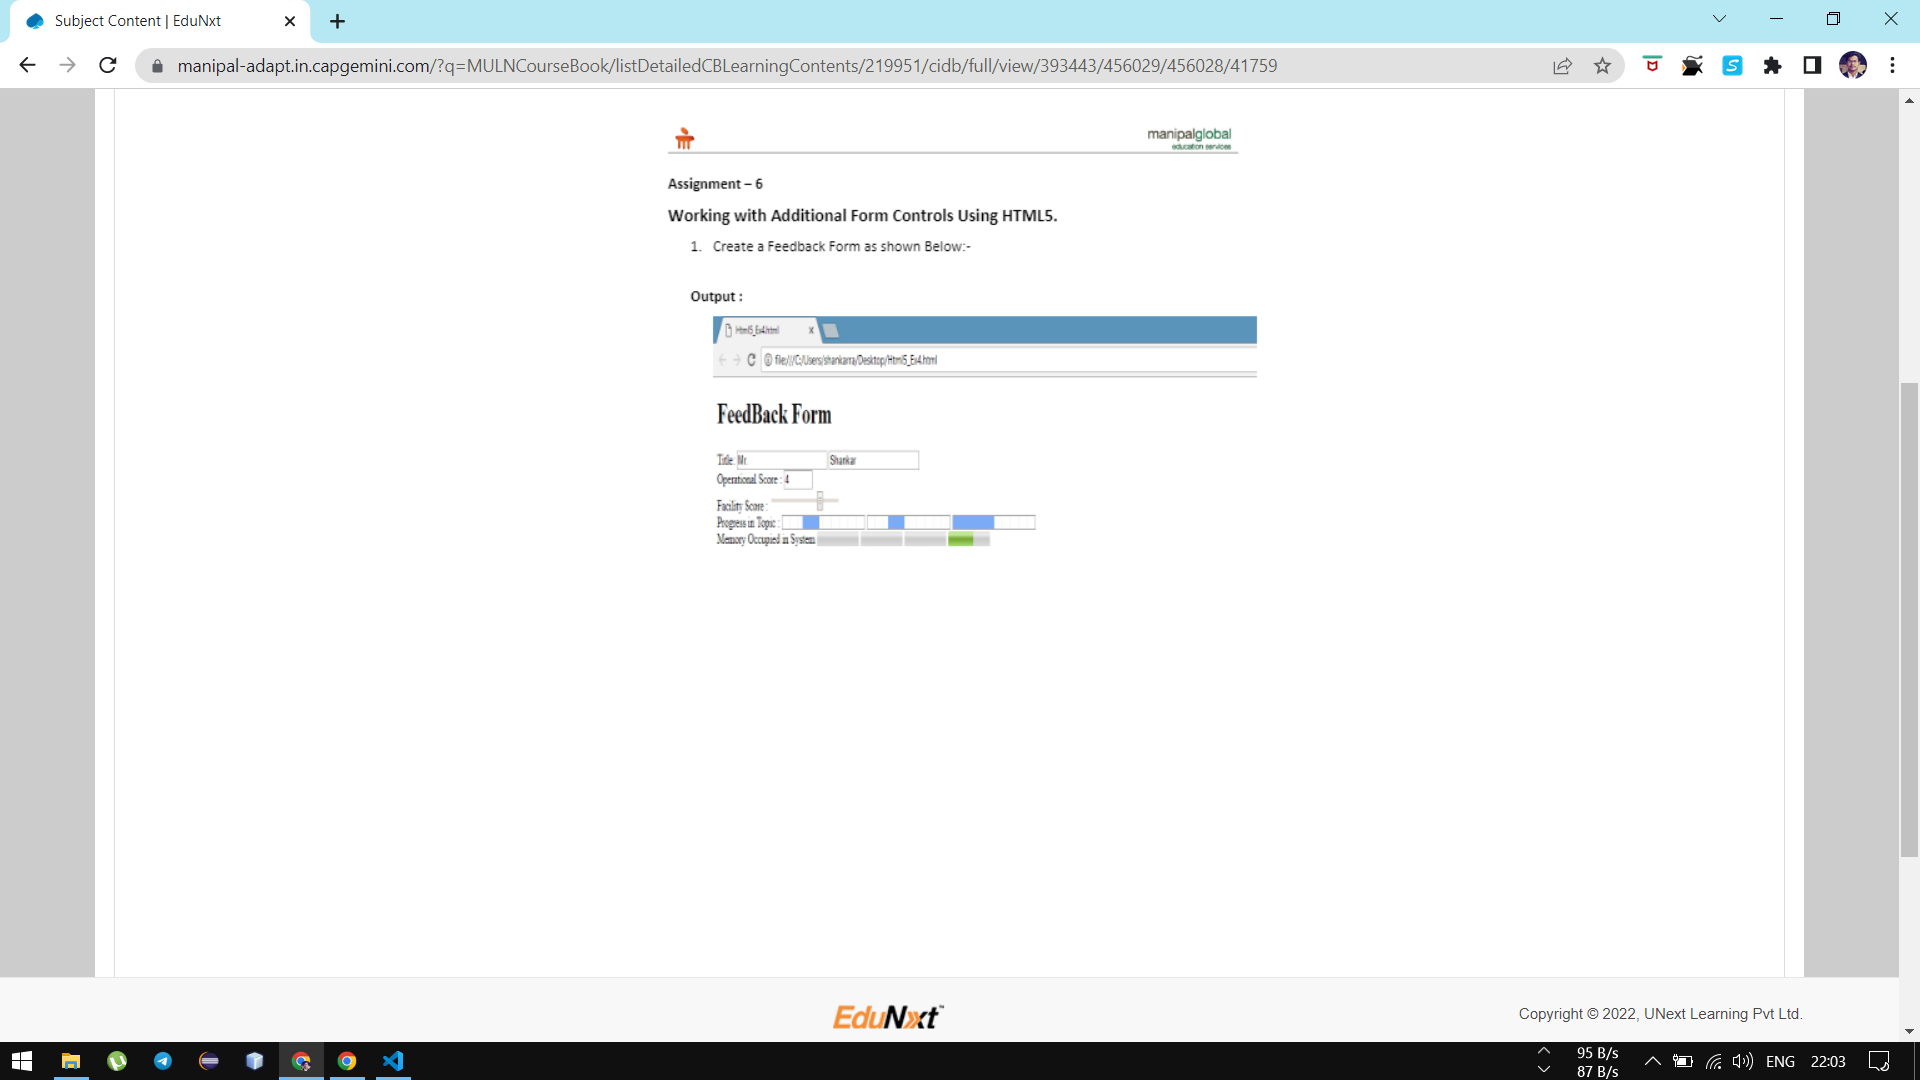 Subject Content | EduNxt
manipal-adapt.in.capgemini.com/?q=MULNCourseBook/listDetailedCBLearningContents/219951/cidb/full/view/393443/456029/456028/41759
manipalglobal
education services
Assignment – 6
Working with Additional Form Controls Using HTML5.
1. Create a Feedback Form as shown Below:-
Output :
Html5_Ex4.html
file:///C:/Users/shankarra/Desktop/Html5_Ex4.html
FeedBack Form
Title: Mr. Shankar
Operational Score : 4
Facility Score :
Progress in Topic :
Memory Occupied in System
EduNxt™
Copyright © 2022, UNext Learning Pvt Ltd.
95 B/s
87 B/s
ENG
22:03